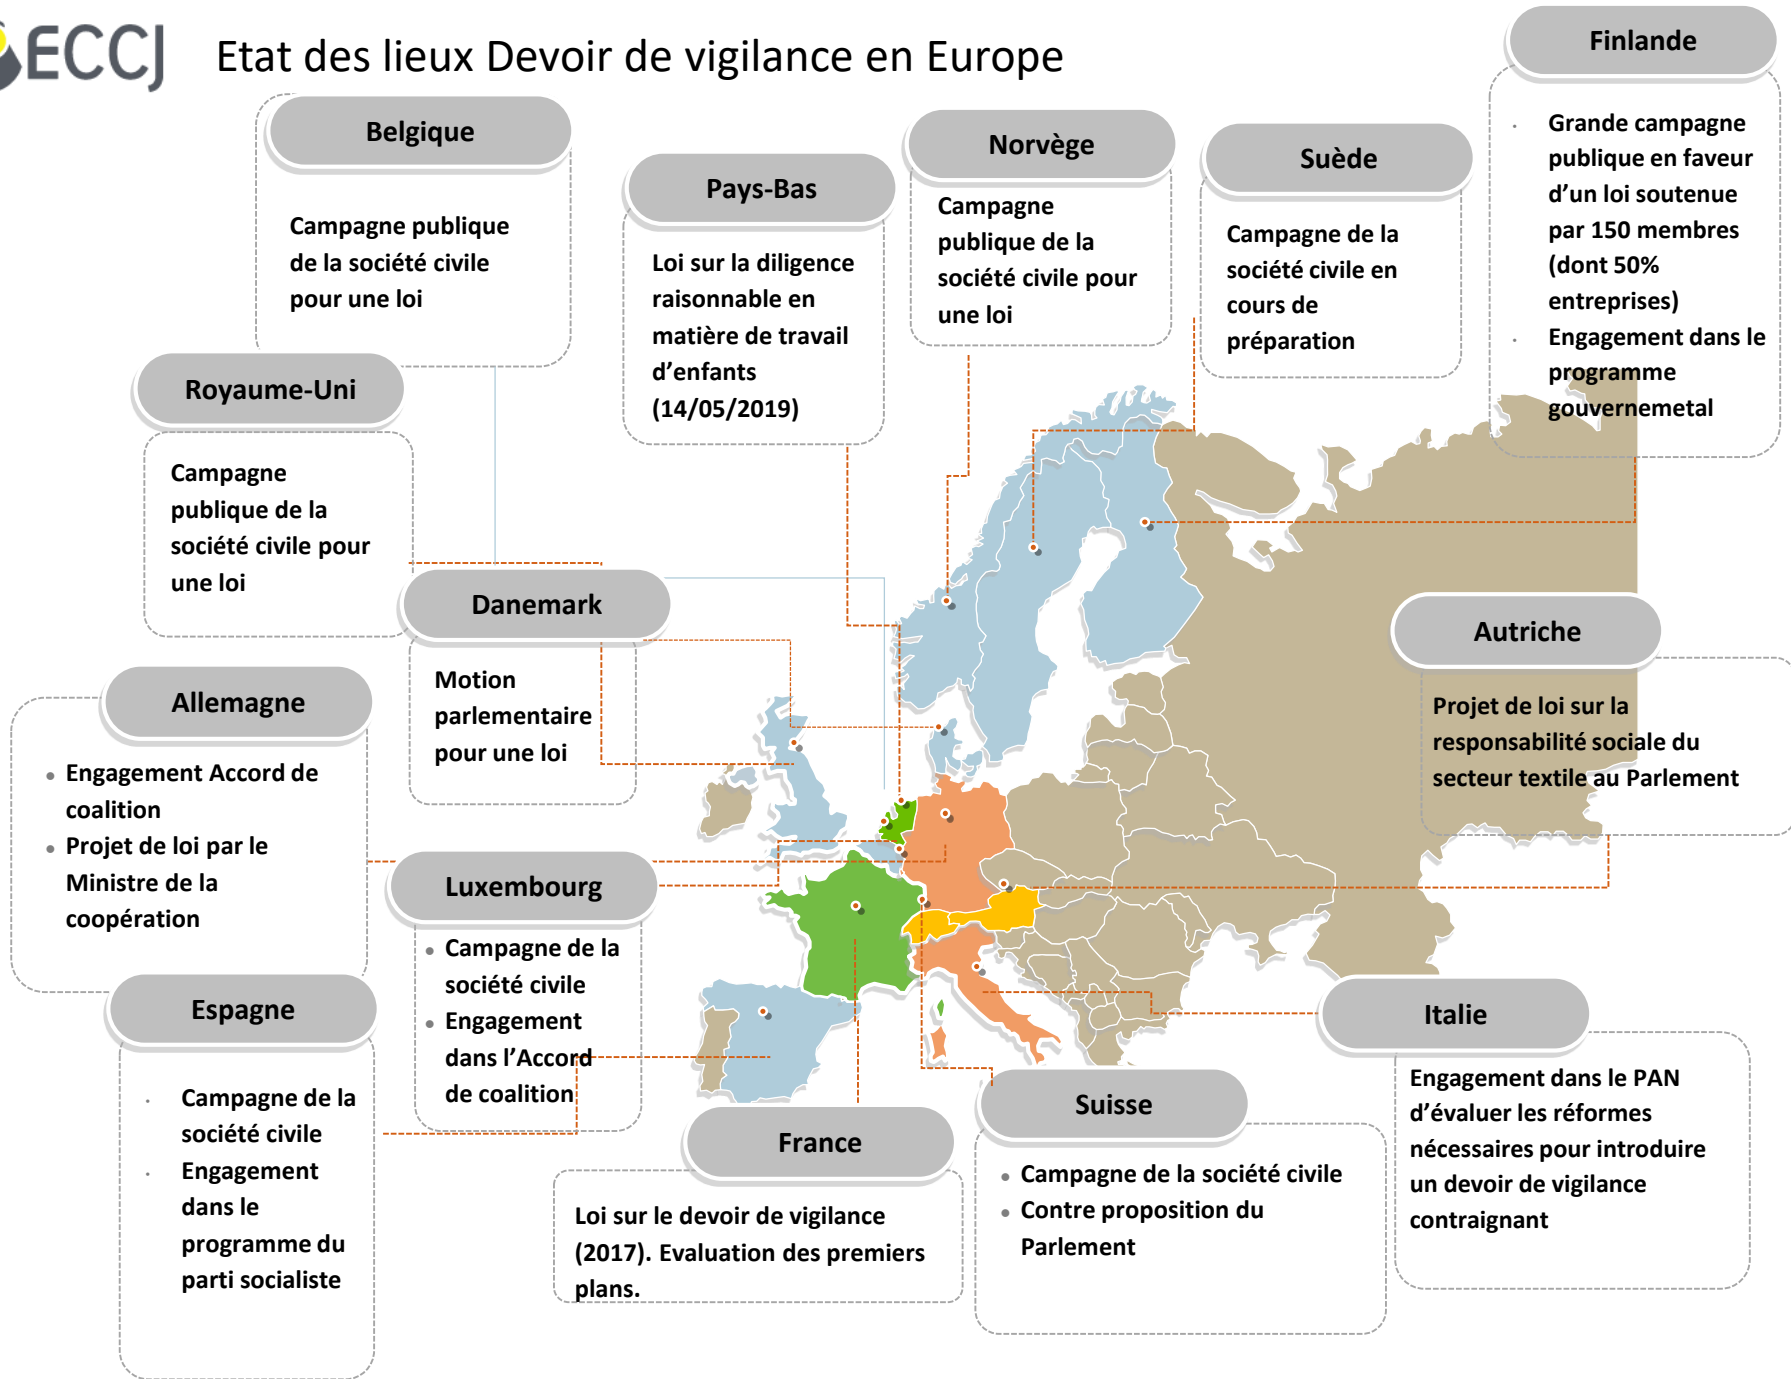 ECCJ
Etat des lieux Devoir de vigilance en Europe
Finlande
Grande campagne
publique en faveur
d'un loi soutenue
par 150 membres
(dont 50%
entreprises)
Engagement dans le
programme
gouvernemetal
Belgique
Campagne publique
de la société civile
pour une loi
Pays-Bas
Loi sur la diligence
raisonnable en
matière de travail
d'enfants
(14/05/2019)
Norvège
Campagne
publique de la
société civile pour
une loi
Suède
Campagne de la
société civile en
cours de
préparation
Royaume-Uni
Campagne
publique de la
société civile pour
une loi
Danemark
Motion
parlementaire
pour une loi
Autriche
Projet de loi sur la
responsabilité sociale du
secteur textile au Parlement
Allemagne
• Engagement Accord de
coalition
• Projet de loi par le
Ministre de la
coopération
Luxembourg
• Campagne de la
société civile
• Engagement
dans l'Accord
de coalition
Espagne
Campagne de la
société civile
Engagement
dans le
programme du
parti socialiste
France
Loi sur le devoir de vigilance
(2017). Evaluation des premiers
plans.
Suisse
• Campagne de la société civile
• Contre proposition du
Parlement
Italie
Engagement dans le PAN
d'évaluer les réformes
nécessaires pour introduire
un devoir de vigilance
contraignant